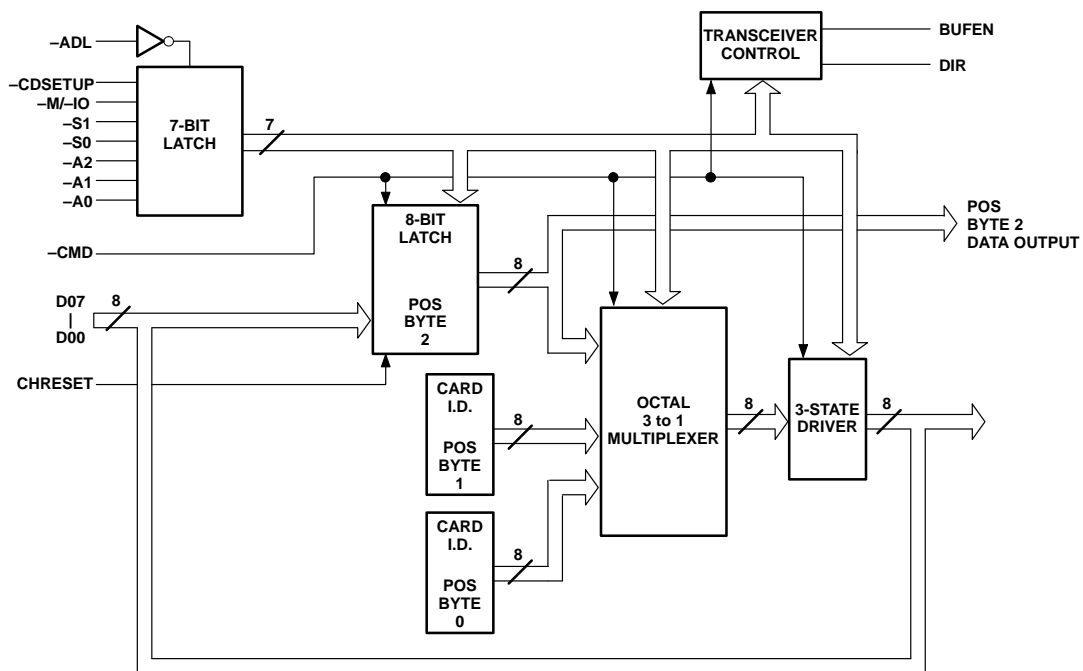 –ADL
TRANSCEIVER
CONTROL
BUFEN
DIR
–CDSETUP
–M/–IO
–S1
–S0
–A2
–A1
–A0
7-BIT
LATCH
7
–CMD
8-BIT
LATCH
POS
BYTE
2
8
POS
BYTE 2
DATA OUTPUT
D07
|
D00
8
CHRESET
CARD
I.D.
POS
BYTE
1
8
OCTAL
3 to 1
MULTIPLEXER
8
3-STATE
DRIVER
8
CARD
I.D.
POS
BYTE
0
8